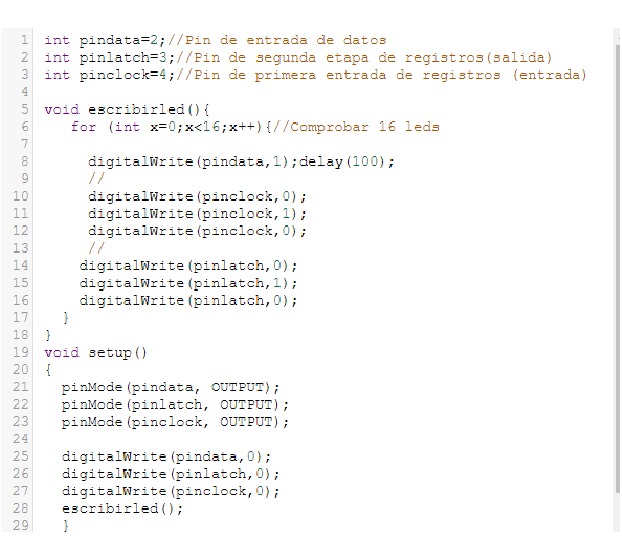 1 int pindata=2;//Pin de entrada de datos
2 int pinlatch=3;//Pin de segunda etapa de registros(salida)
3 int pinclock=4;//Pin de primera entrada de registros (entrada)
4
5 void escribirled(){
6 for (int x=0;x<16;x++){//Comprobar 16 leds
7
8 digitalWrite(pindata,1);delay(100);
9 //
10 digitalWrite(pinclock,0);
11 digitalWrite(pinclock,1);
12 digitalWrite(pinclock,0);
13 //
14 digitalWrite(pinlatch,0);
15 digitalWrite(pinlatch,1);
16 digitalWrite(pinlatch,0);
17 }
18 }
19 void setup()
20 {
21 pinMode(pindata, OUTPUT);
22 pinMode(pinlatch, OUTPUT);
23 pinMode(pinclock, OUTPUT);
24
25 digitalWrite(pindata,0);
26 digitalWrite(pinlatch,0);
27 digitalWrite(pinclock,0);
28 escribirled();
29 }